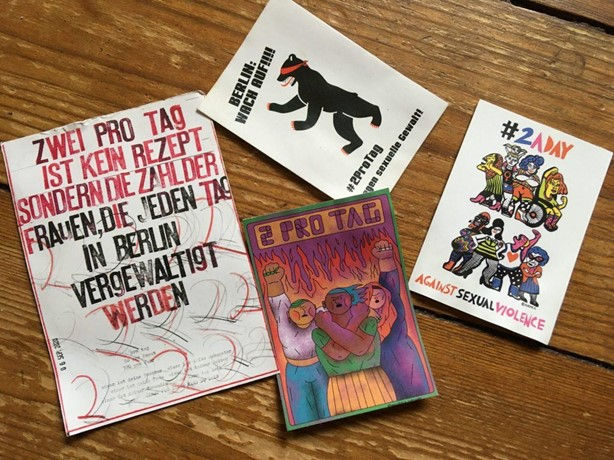 ZWEI PRO TAG
IST KEIN REZEPT
SONDERN DIE ZAHL DER
FRAUEN, DIE JEDEN TAG
IN BERLIN
VERGEWALTIGT
WERDEN
BERLIN:
WACH AUF!!!!
#2ProTag
gen sexuelle Gewalt!
2 PRO TAG
#2ADAY
AGAINST SEXUAL VIOLENCE